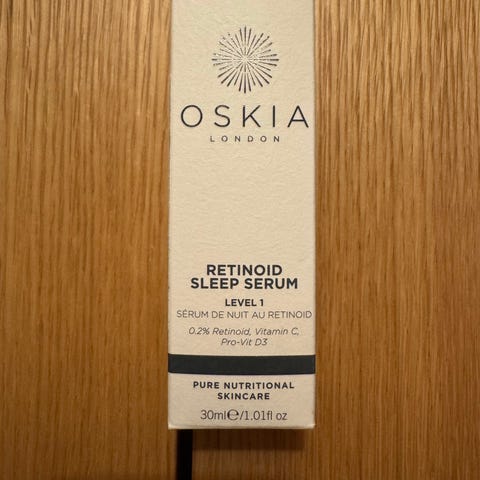 OSKIA
LONDON
RETINOID
SLEEP SERUM
LEVEL 1
SÉRUM DE NUIT AU RETINOID
0.2% Retinoid, Vitamin C,
Pro-Vit D3
PURE NUTRITIONAL
SKINCARE
30ml℮/1.01fl oz